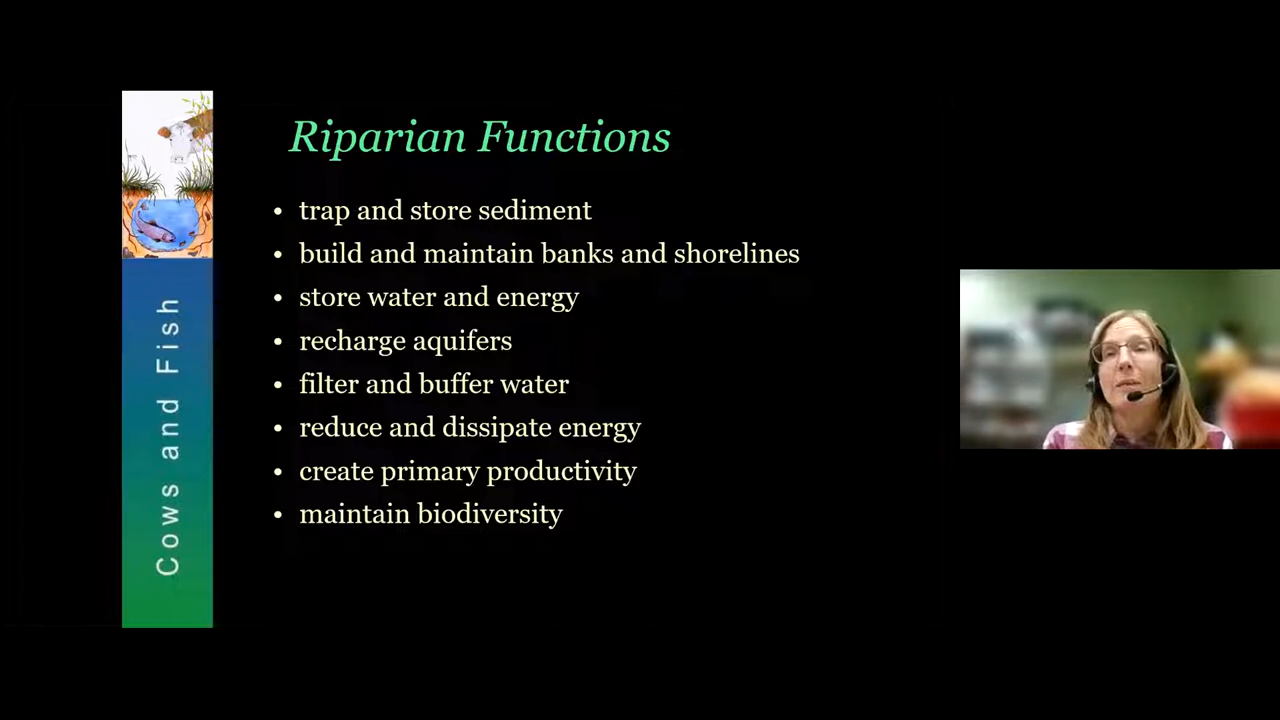 Riparian Functions
• trap and store sediment
• build and maintain banks and shorelines
• store water and energy
• recharge aquifers
• filter and buffer water
• reduce and dissipate energy
• create primary productivity
• maintain biodiversity
Cows and Fish